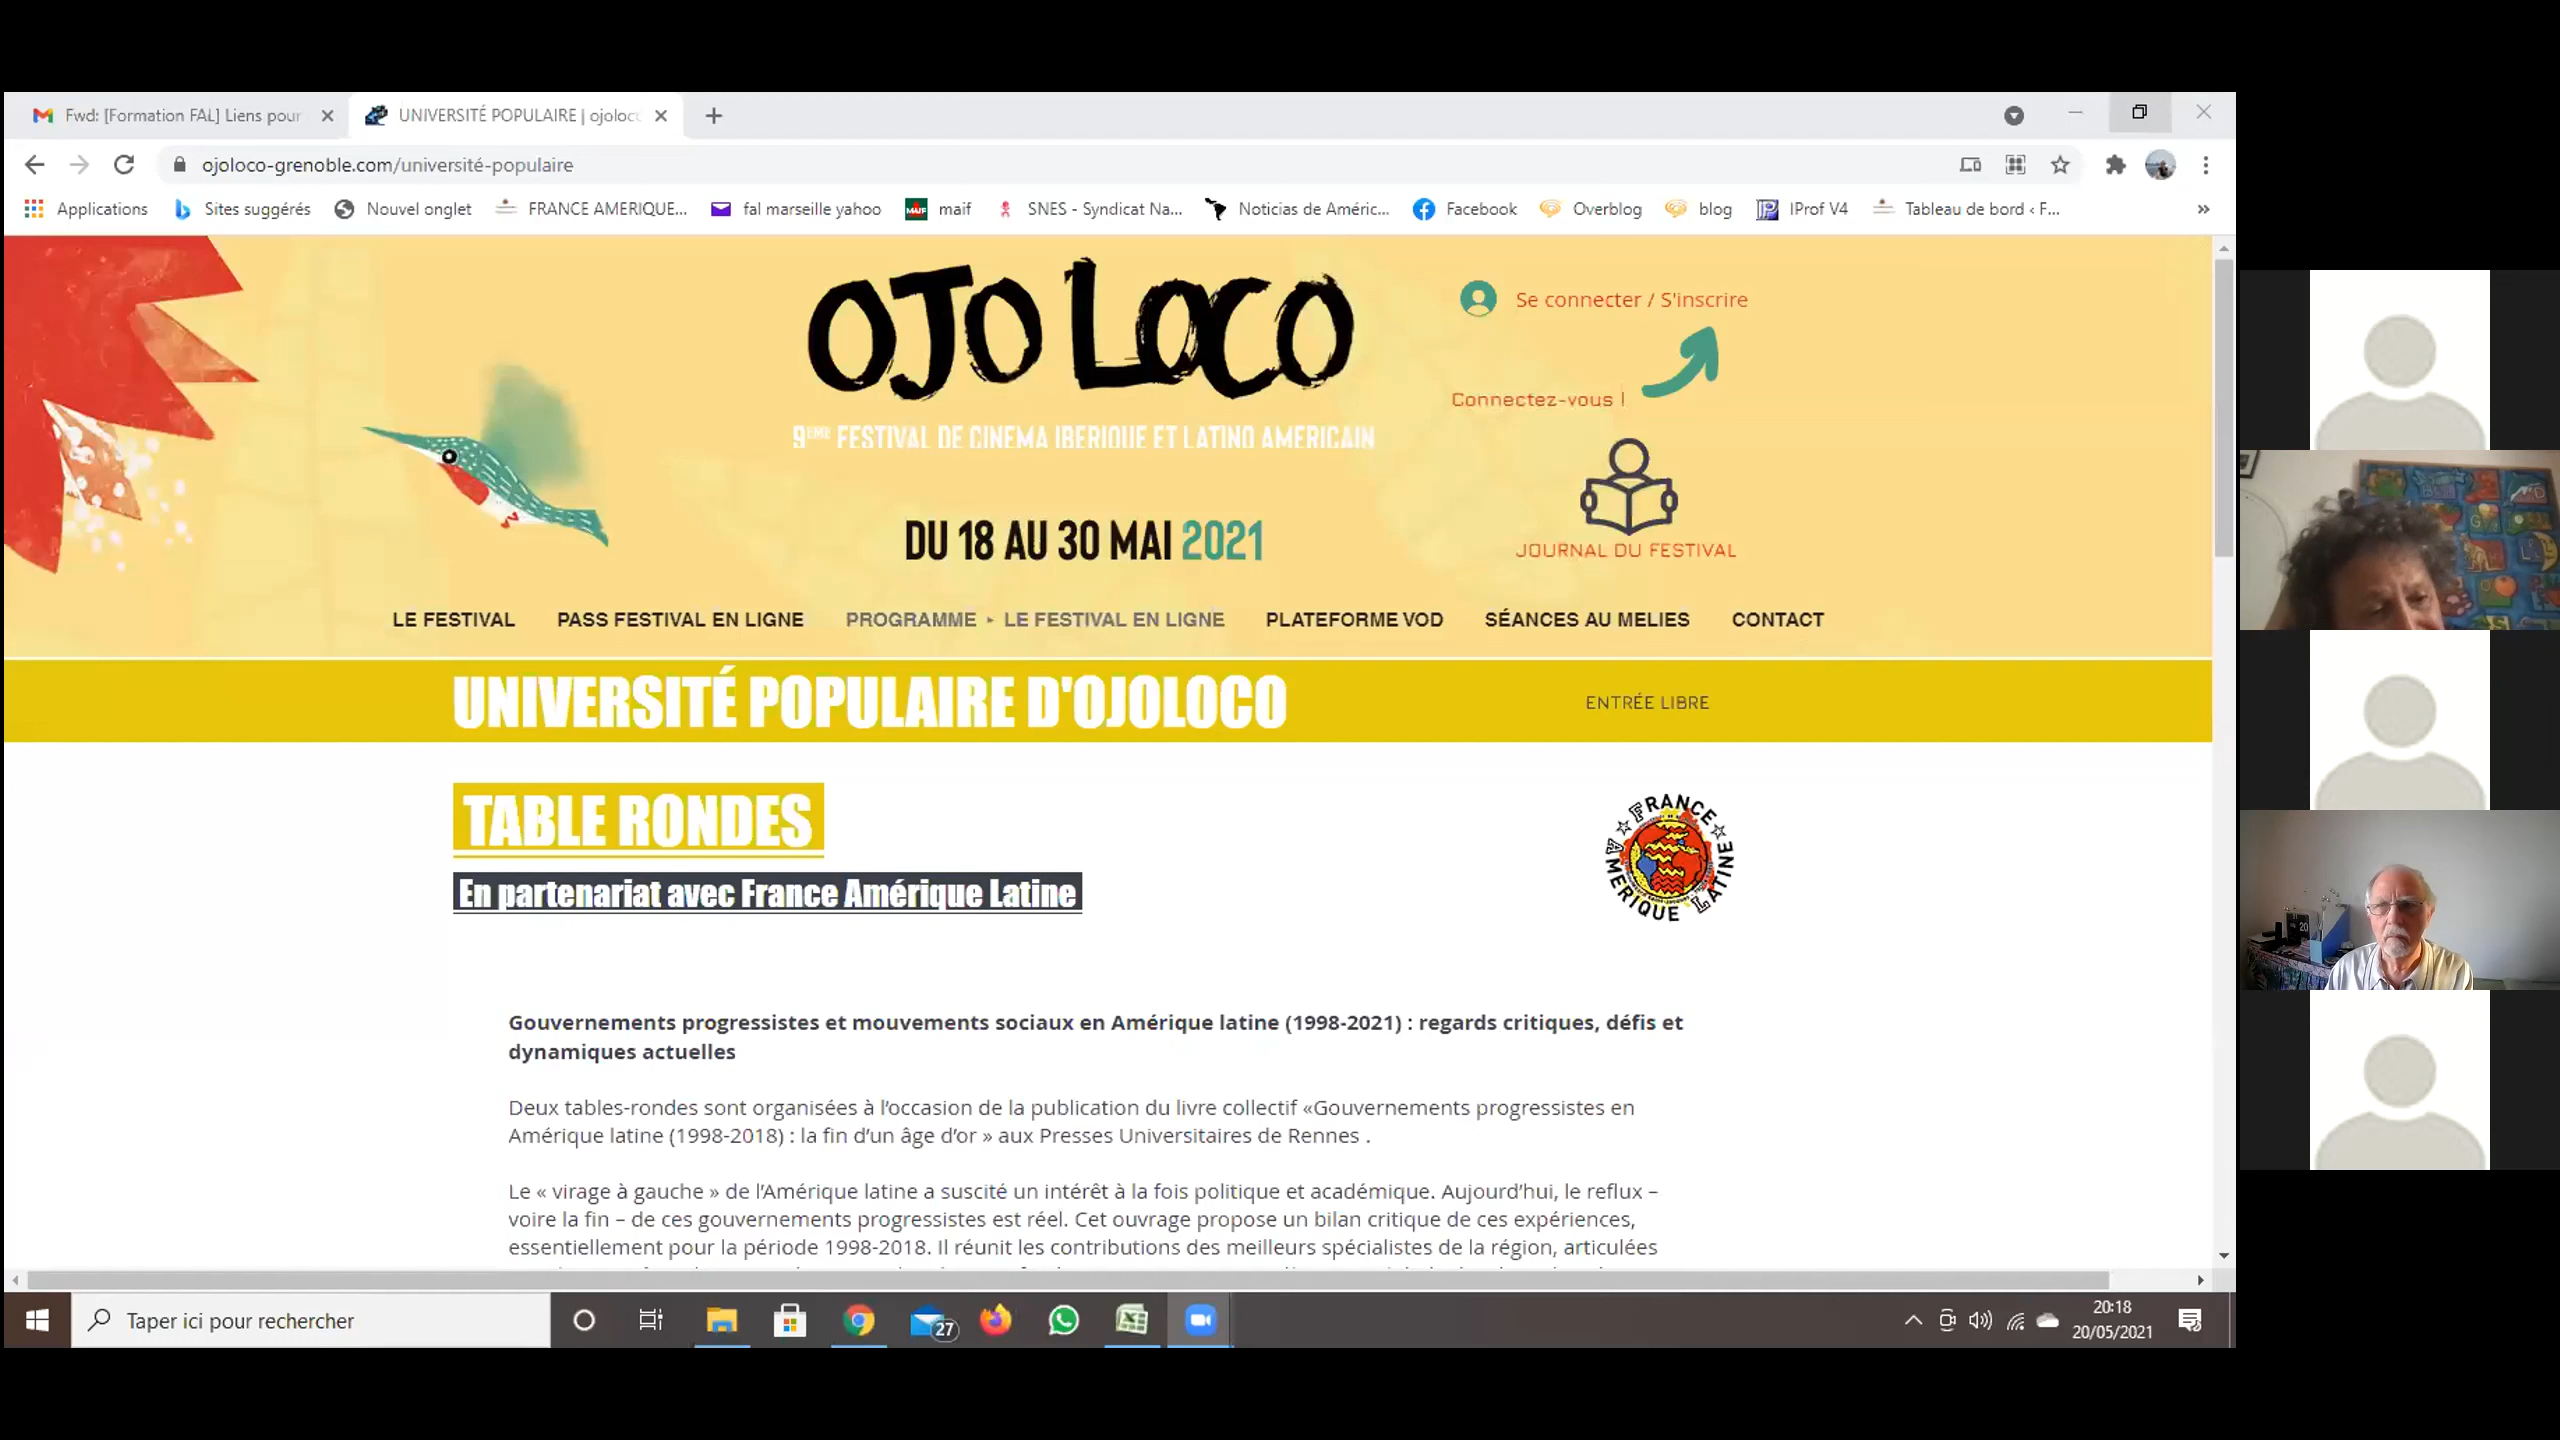 Fwd: [Formation FAL] Liens pour
UNIVERSITÉ POPULAIRE | ojoloco
ojoloco-grenoble.com/université-populaire
Applications
Sites suggérés
Nouvel onglet
FRANCE AMERIQUE...
fal marseille yahoo
MAIF
maif
SNES - Syndicat Na...
Noticias de Améric...
Facebook
Overblog
blog
IProf V4
Tableau de bord ‹ F...
OJO LOCO
Se connecter / S'inscrire
Connectez-vous !
9EME FESTIVAL DE CINEMA IBERIQUE ET LATINO AMERICAIN
DU 18 AU 30 MAI 2021
JOURNAL DU FESTIVAL
LE FESTIVAL
PASS FESTIVAL EN LIGNE
PROGRAMME ‣ LE FESTIVAL EN LIGNE
PLATEFORME VOD
SÉANCES AU MELIES
CONTACT
UNIVERSITÉ POPULAIRE D'OJOLOCO
ENTRÉE LIBRE
TABLE RONDES
FRANCE AMERIQUE LATINE
En partenariat avec France Amérique Latine
Gouvernements progressistes et mouvements sociaux en Amérique latine (1998-2021) : regards critiques, défis et
dynamiques actuelles
Deux tables-rondes sont organisées à l’occasion de la publication du livre collectif «Gouvernements progressistes en
Amérique latine (1998-2018) : la fin d’un âge d’or » aux Presses Universitaires de Rennes .
Le « virage à gauche » de l’Amérique latine a suscité un intérêt à la fois politique et académique. Aujourd’hui, le reflux –
voire la fin – de ces gouvernements progressistes est réel. Cet ouvrage propose un bilan critique de ces expériences,
essentiellement pour la période 1998-2018. Il réunit les contributions des meilleurs spécialistes de la région, articulées
Taper ici pour rechercher
27
20:18
20/05/2021
20